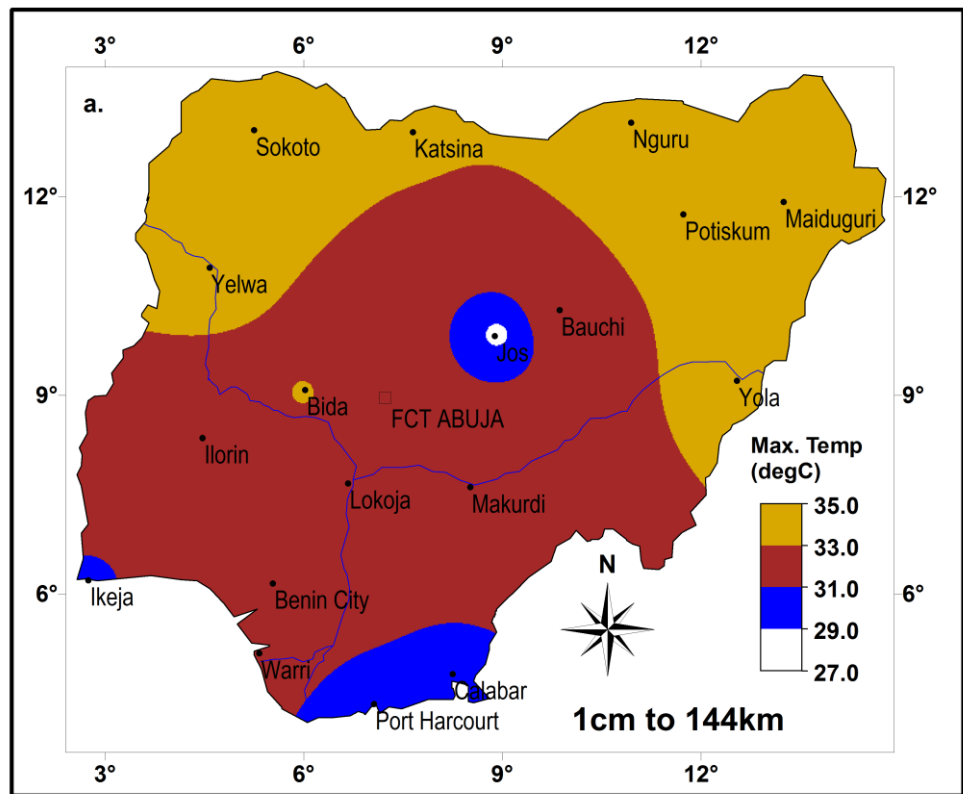 3° 6° 9° 12°
a.
Sokoto
Katsina
Nguru
12° 12°
Potiskum
Maiduguri
Yelwa
Bauchi
Jos
9° 9°
Bida
Yola
FCT ABUJA
Ilorin
Max. Temp
(degC)
Lokoja
Makurdi
35.0
33.0
31.0
29.0
27.0
N
6° 6°
Ikeja
Benin City
Warri
Calabar
Port Harcourt
1cm to 144km
3° 6° 9° 12°